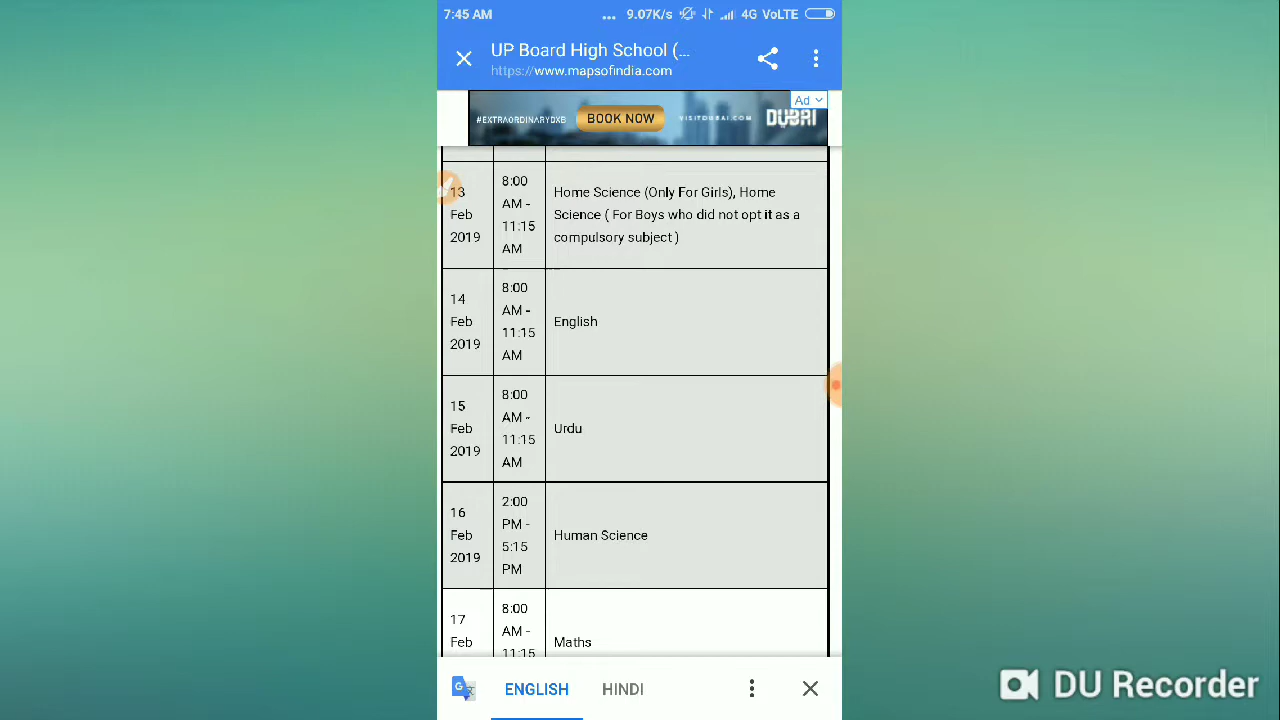 7:45 AM
... 9.07K/s 4G VoLTE
UP Board High School (...
https://www.mapsofindia.com
Ad
#EXTRAORDINARYDXB BOOK NOW VISITDUBAI.COM DUBAI
13 Feb 2019
8:00 AM - 11:15 AM
Home Science (Only For Girls), Home
Science ( For Boys who did not opt it as a
compulsory subject )
14 Feb 2019
8:00 AM - 11:15 AM
English
15 Feb 2019
8:00 AM - 11:15 AM
Urdu
16 Feb 2019
2:00 PM - 5:15 PM
Human Science
17 Feb
8:00 AM - 11:15
Maths
ENGLISH HINDI
DU Recorder